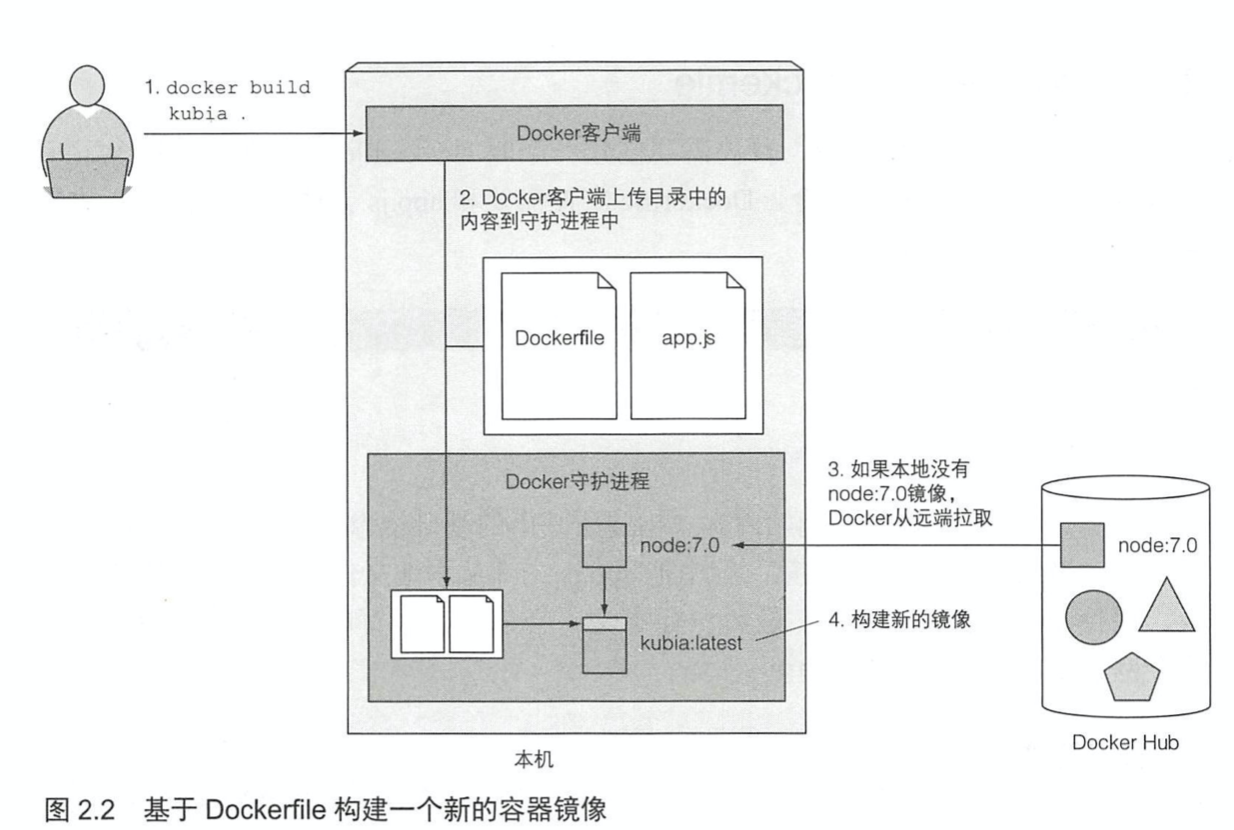 1. docker build
kubia .
Docker客户端
2. Docker客户端上传目录中的
内容到守护进程中
Dockerfile
app.js
Docker守护进程
3. 如果本地没有
node:7.0镜像,
Docker从远端拉取
node:7.0
node:7.0
4. 构建新的镜像
kubia:latest
Docker Hub
本机
图 2.2 基于 Dockerfile 构建一个新的容器镜像